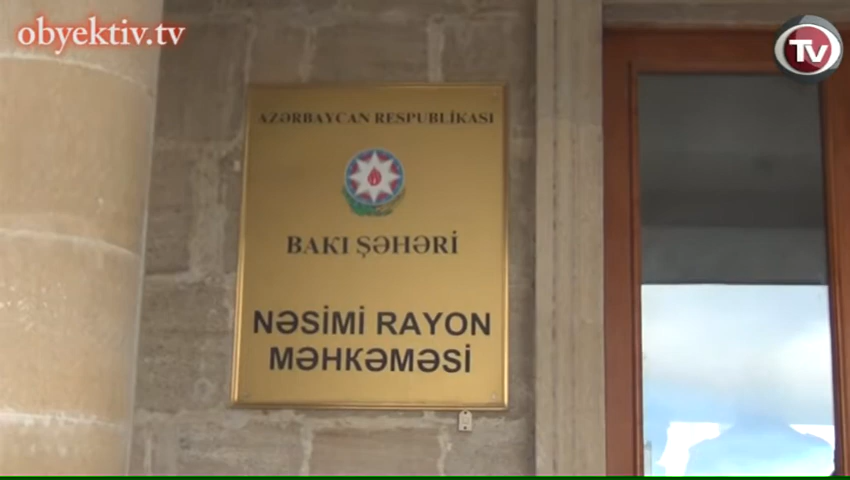 obyektiv.tv
TV
AZƏRBAYCAN RESPUBLİKASI
BAKI ŞƏHƏRİ
NƏSİMİ RAYON
MƏHKƏMƏSİ